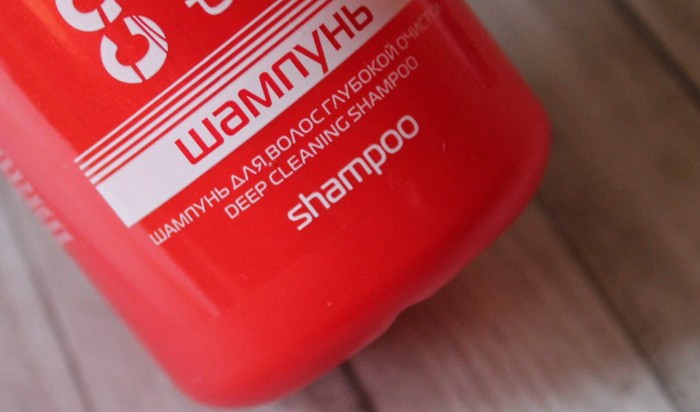 шампунь
ШАМПУНЬ ДЛЯ ВОЛОС ГЛУБОКОЙ
DEEP CLEANING SHAMPOO
shampoo